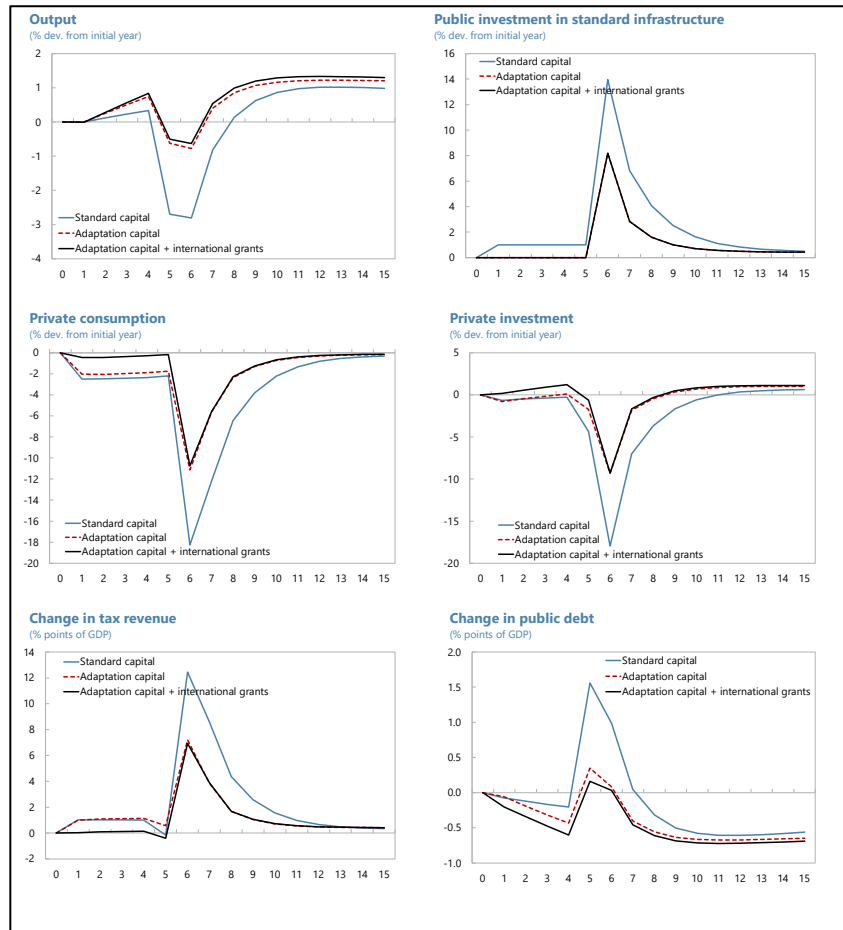 Output
(% dev. from initial year)
2
1
0
-1
-2
-3
-4
Standard capital
Adaptation capital
Adaptation capital + international grants
0 1 2 3 4 5 6 7 8 9 10 11 12 13 14 15
Public investment in standard infrastructure
(% dev. from initial year)
16
14
12
10
8
6
4
2
0
Standard capital
Adaptation capital
Adaptation capital + international grants
0 1 2 3 4 5 6 7 8 9 10 11 12 13 14 15
Private consumption
(% dev. from initial year)
0
-2
-4
-6
-8
-10
-12
-14
-16
-18
-20
Standard capital
Adaptation capital
Adaptation capital + international grants
0 1 2 3 4 5 6 7 8 9 10 11 12 13 14 15
Private investment
(% dev. from initial year)
5
0
-5
-10
-15
-20
Standard capital
Adaptation capital
Adaptation capital + international grants
0 1 2 3 4 5 6 7 8 9 10 11 12 13 14 15
Change in tax revenue
(% points of GDP)
14
12
10
8
6
4
2
0
-2
Standard capital
Adaptation capital
Adaptation capital + international grants
0 1 2 3 4 5 6 7 8 9 10 11 12 13 14 15
Change in public debt
(% points of GDP)
2.0
1.5
1.0
0.5
0.0
-0.5
-1.0
Standard capital
Adaptation capital
Adaptation capital + international grants
0 1 2 3 4 5 6 7 8 9 10 11 12 13 14 15